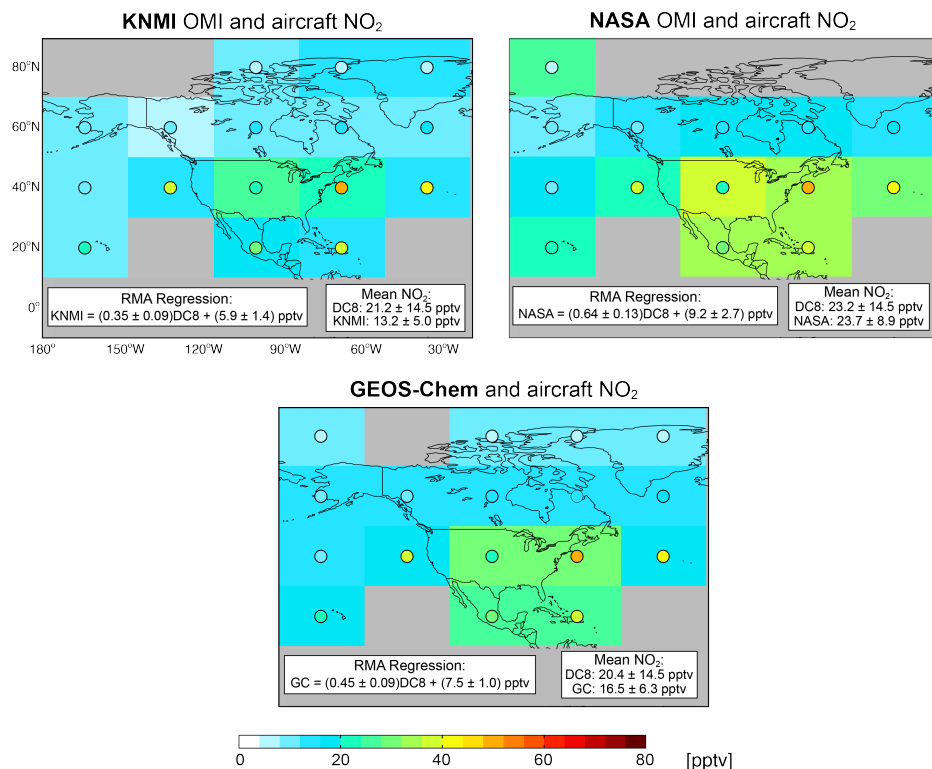 KNMI OMI and aircraft NO₂
NASA OMI and aircraft NO₂
80°N
60°N
40°N
20°N
0°
RMA Regression:
KNMI = (0.35 ± 0.09)DC8 + (5.9 ± 1.4) pptv
Mean NO₂:
DC8: 21.2 ± 14.5 pptv
KNMI: 13.2 ± 5.0 pptv
RMA Regression:
NASA = (0.64 ± 0.13)DC8 + (9.2 ± 2.7) pptv
Mean NO₂:
DC8: 23.2 ± 14.5 pptv
NASA: 23.7 ± 8.9 pptv
180° 150°W 120°W 90°W 60°W 30°W
GEOS-Chem and aircraft NO₂
RMA Regression:
GC = (0.45 ± 0.09)DC8 + (7.5 ± 1.0) pptv
Mean NO₂:
DC8: 20.4 ± 14.5 pptv
GC: 16.5 ± 6.3 pptv
0 20 40 60 80 [pptv]